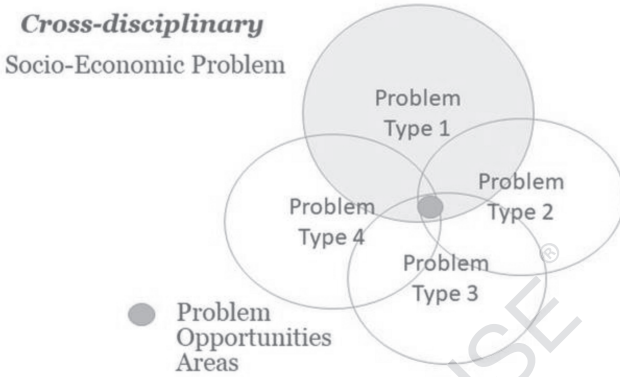 Cross-disciplinary
Socio-Economic Problem
Problem
Type 1
Problem
Type 2
Problem
Type 4
Problem
Type 3
Problem
Opportunities
Areas
®